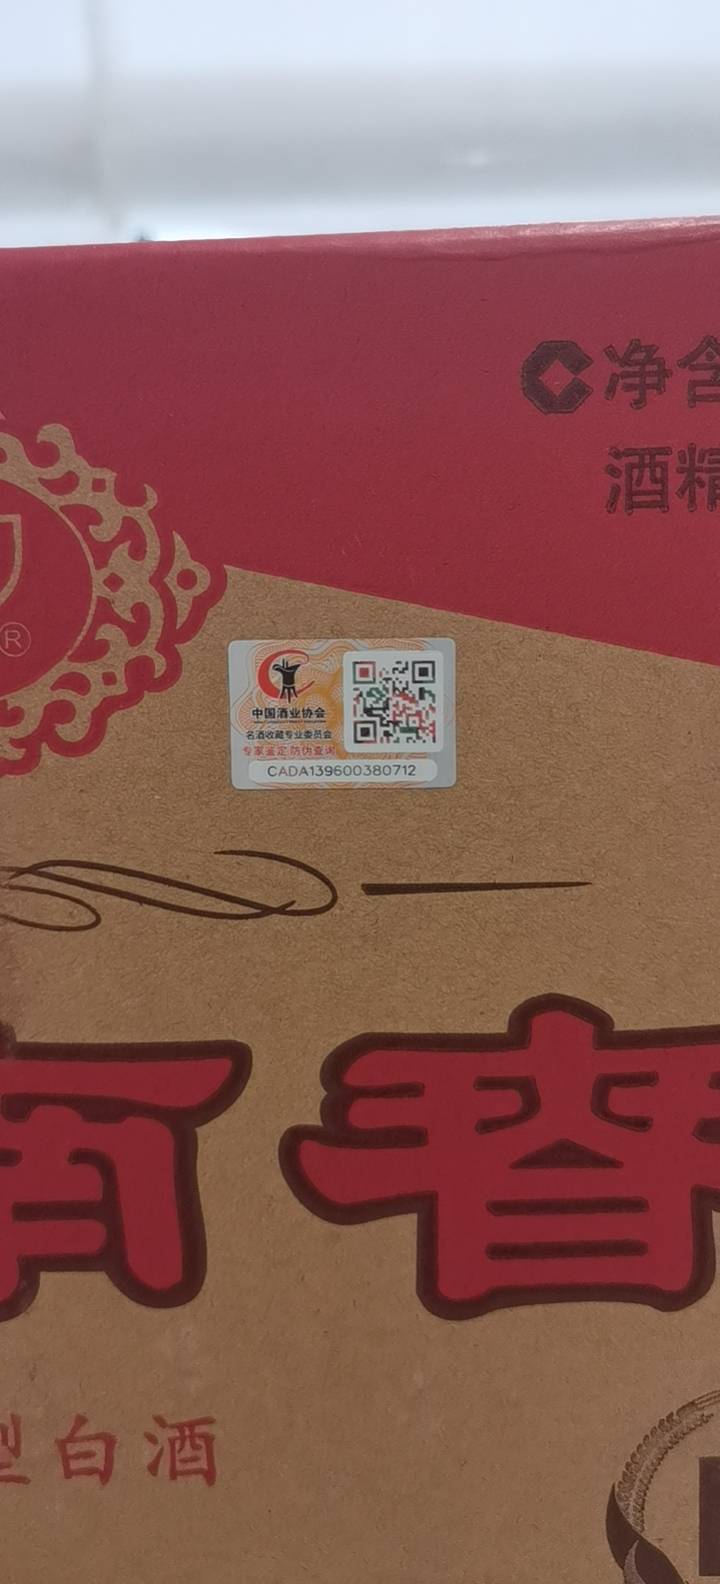 净含
酒精
®
中国酒业协会
名酒收藏专业委员会
专家鉴定 防伪查询
CADA139600380712
南春
型白酒